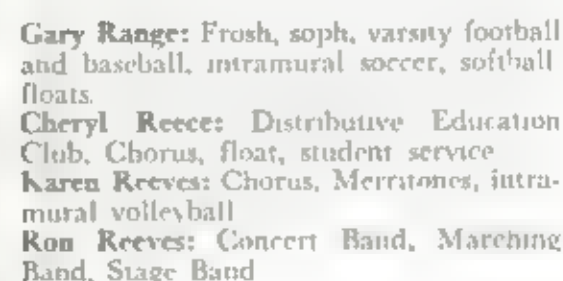 Gary Range: Frosh, soph, varsity football
and baseball, intramural soccer, softball
floats.
Cheryl Reece: Distributive Education
Club, Chorus, float, student service
Karen Reeves: Chorus, Merritones, intra-
mural volleyball
Ron Reeves: Concert Band, Marching
Band, Stage Band